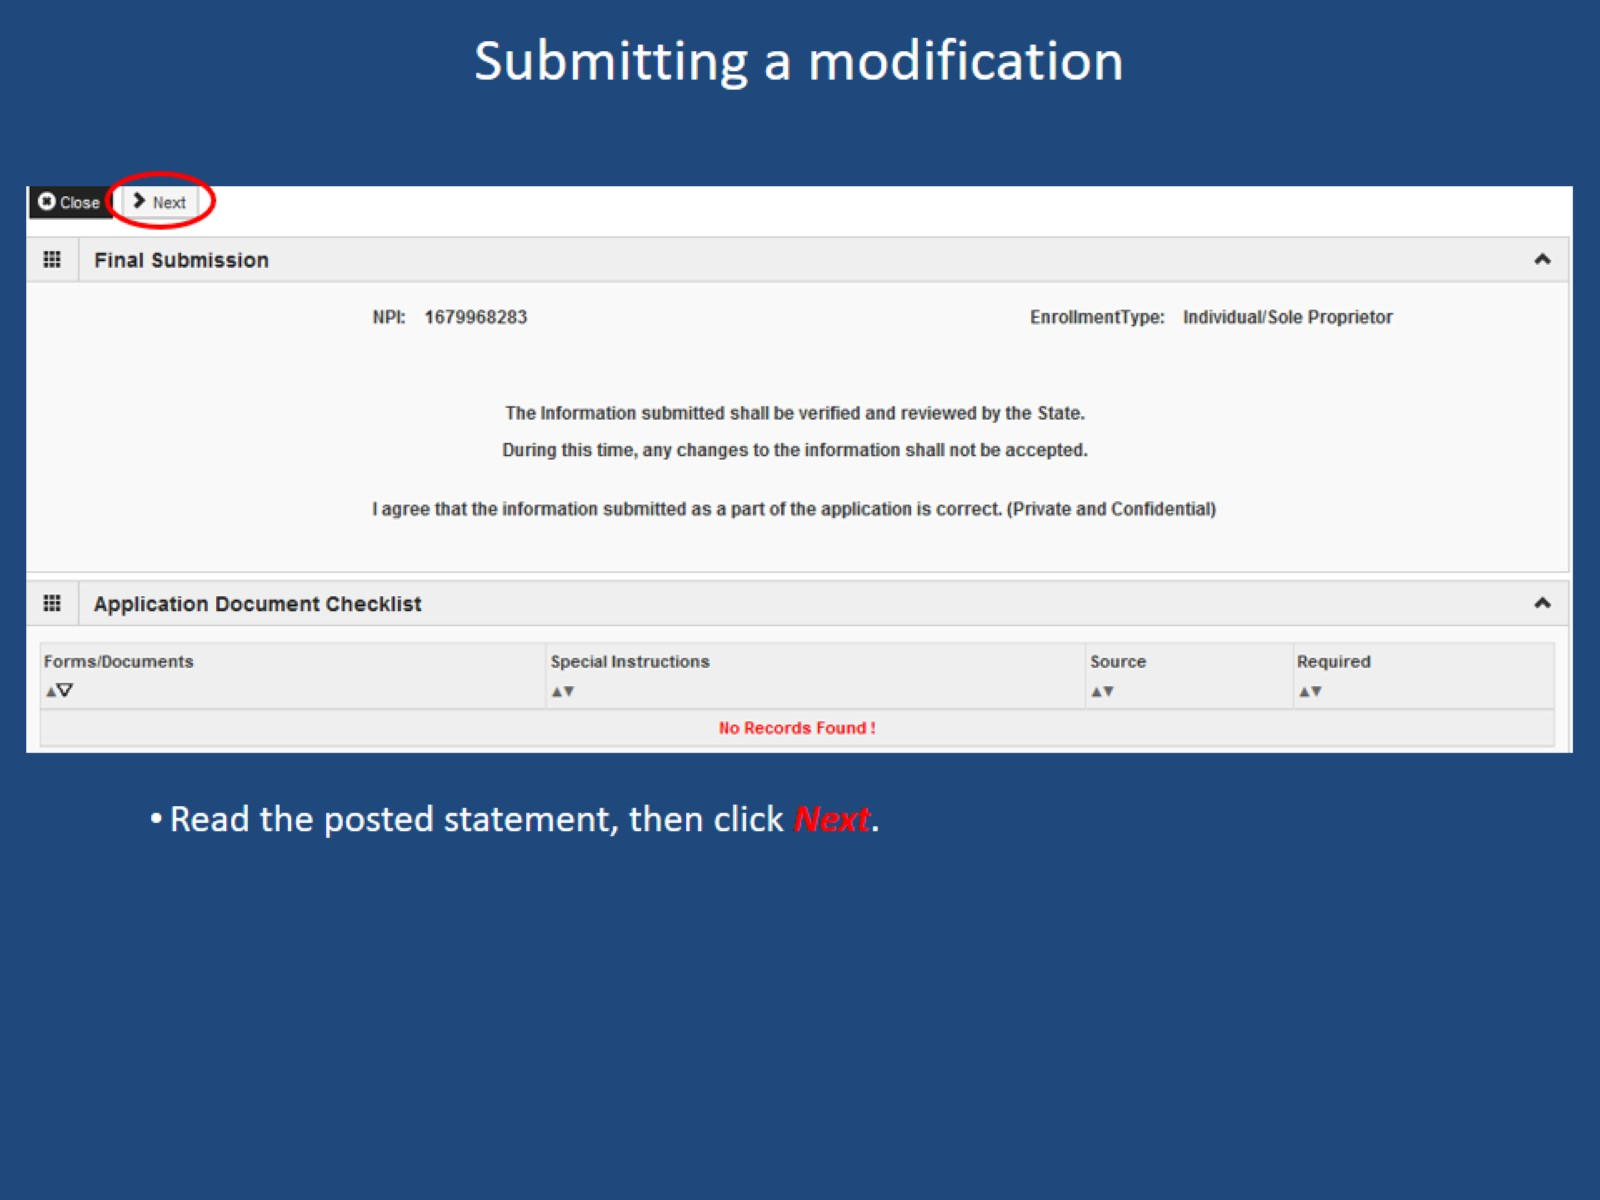 Submitting a modification
Close
Next
Final Submission
NPI: 1679968283
EnrollmentType: Individual/Sole Proprietor
The Information submitted shall be verified and reviewed by the State.
During this time, any changes to the information shall not be accepted.
I agree that the information submitted as a part of the application is correct. (Private and Confidential)
Application Document Checklist
Forms/Documents Special Instructions Source Required
No Records Found !
• Read the posted statement, then click Next.